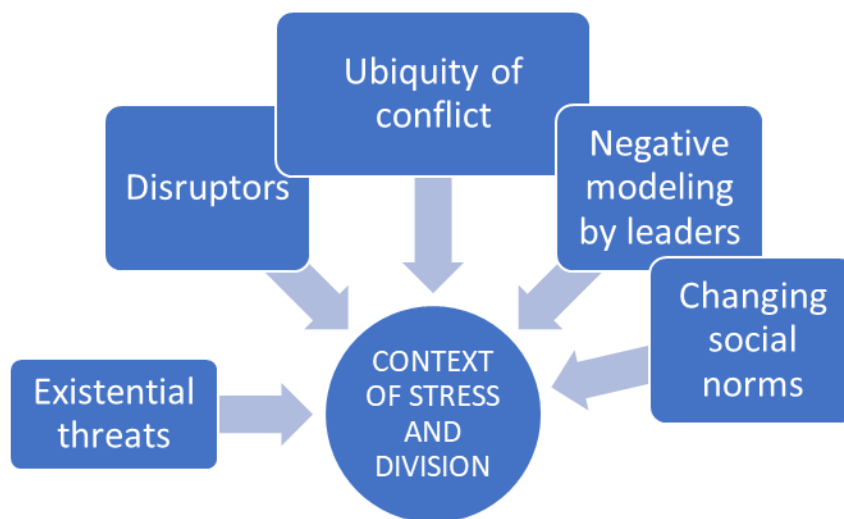 Ubiquity of
conflict
Disruptors
Negative
modeling
by leaders
Changing
social
norms
Existential
threats
CONTEXT
OF STRESS
AND
DIVISION